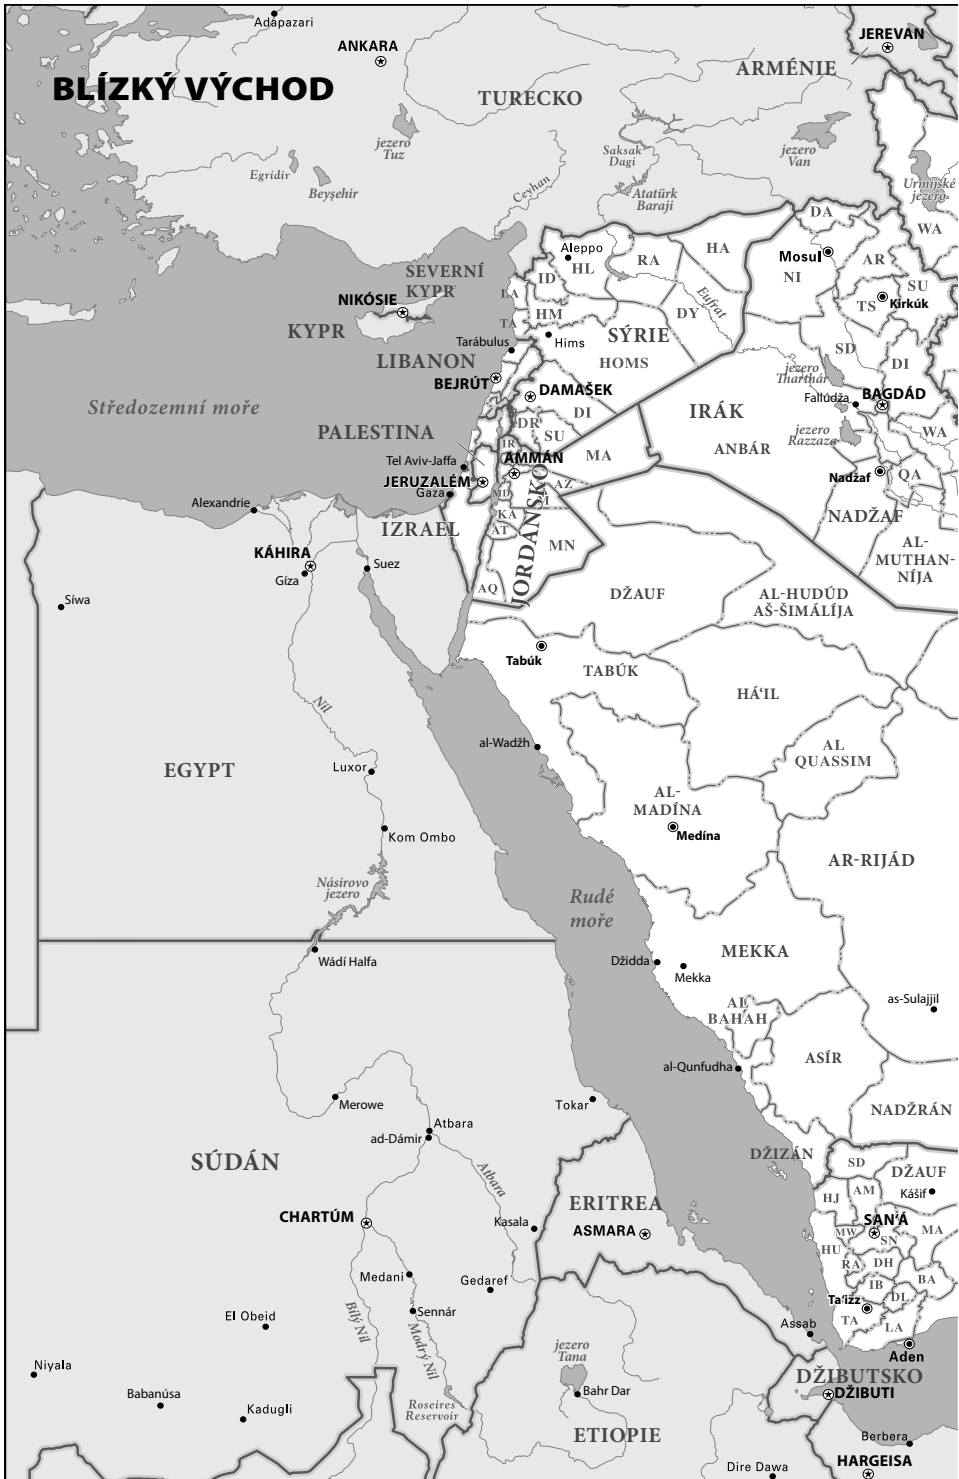 Adapazari
ANKARA
JEREVAN
ARMÉNIE
BLÍZKÝ VÝCHOD
TURECKO
jezero
Tuz
Saksak
Dagi
jezero
Van
Egridir
Beyşehir
Ceyhan
Atatürk
Baraji
Urmijské
jezero
DA
WA
Aleppo
HL
RA
HA
Mosul
NI
AR
SEVERNÍ
KYPR
ID
LA
SU
NIKÓSIE
HM
DY
Eufrat
TS
Kirkúk
KYPR
TA
SÝRIE
Tarábulus
Hims
SD
LIBANON
HOMS
DI
jezero
Tharthár
BEJRÚT
DAMAŠEK
Fallúdža
BAGDÁD
Středozemní moře
DI
IRÁK
DR
SU
PALESTINA
IR
MA
ANBÁR
jezero
Razzaza
WA
Tel Aviv-Jaffa
AMMÁN
JERUZALÉM
Nadžaf
QA
Gaza
MD
AZ
AM
Alexandrie
KA
NADŽAF
IZRAEL
AT
MN
JORDÁNSKO
AL-
MUTHAN-
NÍJA
KÁHIRA
Gíza
Suez
AQ
DŽAUF
AL-HUDÚD
AŠ-ŠIMÁLÍJA
Síwa
Tabúk
TABÚK
HÁ‘IL
Nil
al-Wadžh
AL
QUASSIM
EGYPT
Luxor
AL-
MADÍNA
Medína
Kom Ombo
AR-RIJÁD
Násirovo
jezero
Rudé
moře
Wádí Halfa
Džidda
MEKKA
Mekka
as-Sulajjil
AL
BAHAH
ASÍR
al-Qunfudha
Merowe
Tokar
NADŽRÁN
Atbara
ad-Dámir
SÚDÁN
Atbara
DŽIZÁN
SD
DŽAUF
ERITREA
HJ
AM
Kášif
CHARTÚM
Kasala
ASMARA
SAN'Á
MW
SN
MA
HU
RA
DH
Medani
Gedaref
IB
BA
DL
Sennár
Ta‘izz
El Obeid
Bílý Nil
Modrý Nil
TA
LA
Assab
Aden
jezero
Tana
Niyala
DŽIBUTSKO
Babanúsa
Bahr Dar
DŽIBUTI
Kadugli
Roseires
Reservoir
ETIOPIE
Berbera
HARGEISA
Dire Dawa